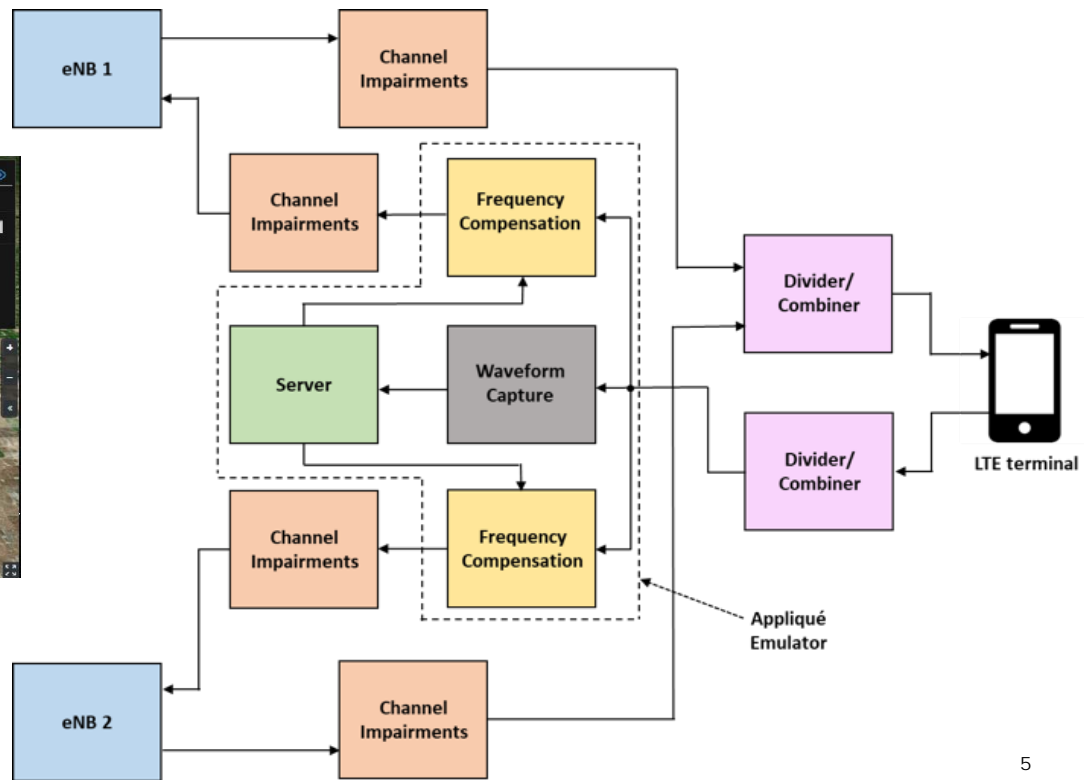 eNB 1
Channel
Impairments
Channel
Impairments
Frequency
Compensation
Divider/
Combiner
Server
Waveform
Capture
LTE terminal
Divider/
Combiner
Channel
Impairments
Frequency
Compensation
Appliqué
Emulator
eNB 2
Channel
Impairments
5